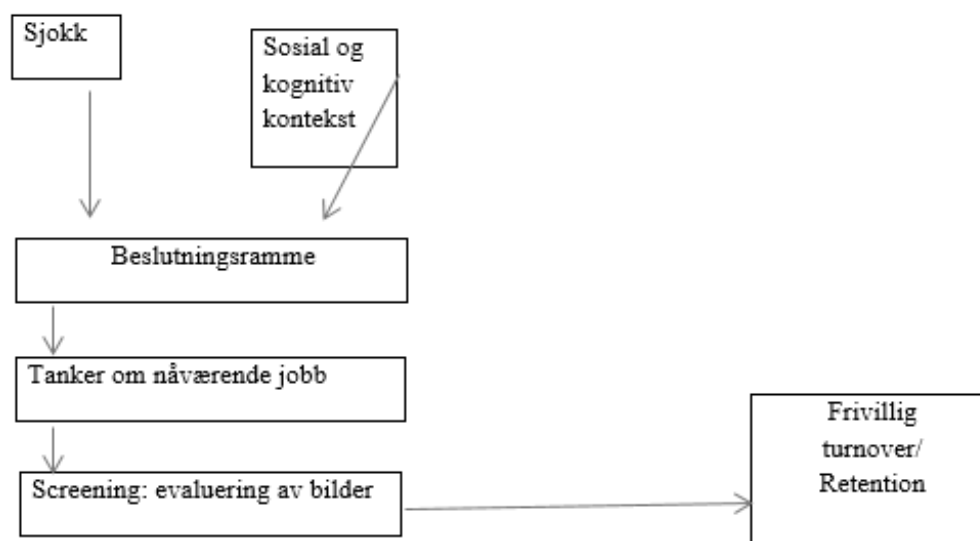 Sjokk
Sosial og
kognitiv
kontekst
Beslutningsramme
Tanker om nåværende jobb
Screening: evaluering av bilder
Frivillig
turnover/
Retention